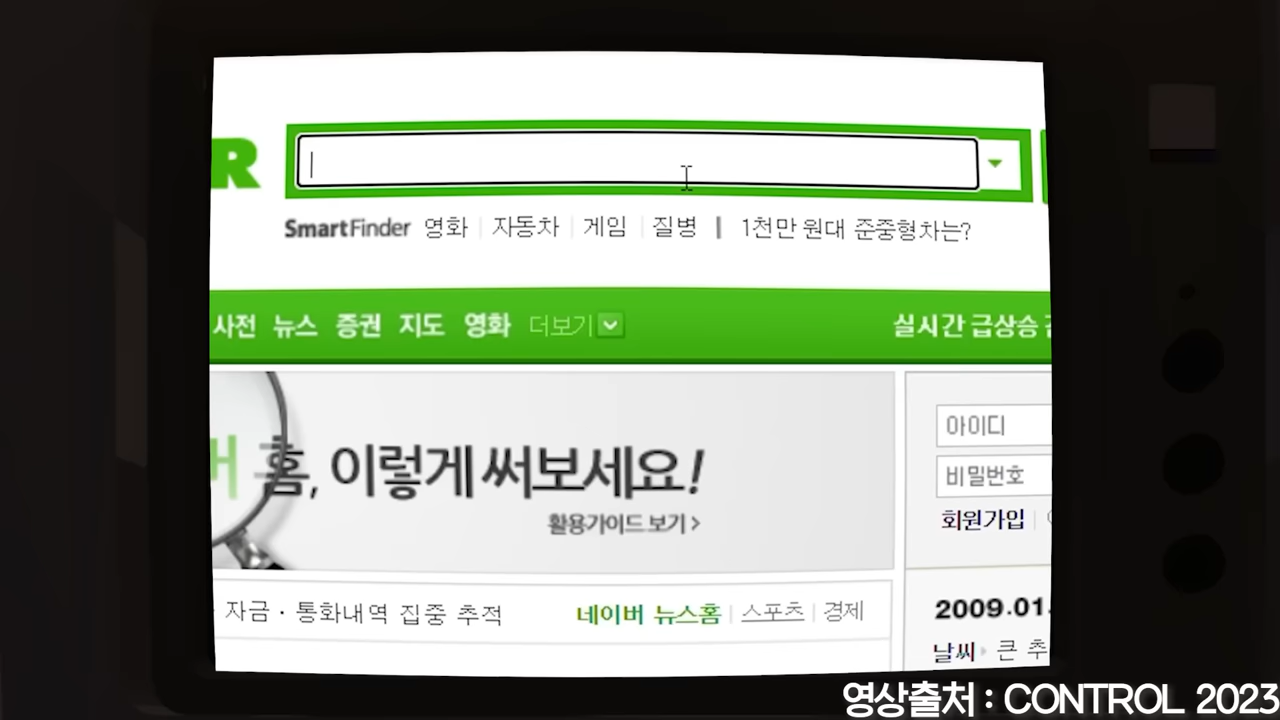 R
SmartFinder 영화 | 자동차 | 게임 | 질병 | 1천만 원대 준중형차는?
사전 뉴스 증권 지도 영화 더보기
실시간 급상승
홈, 이렇게 써보세요!
활용가이드 보기 >
아이디
비밀번호
회원가입
· 자금 · 통화내역 집중 추적
네이버 뉴스홈 | 스포츠 | 경제
2009.01.
날씨 큰 추
영상출처 : CONTROL 2023